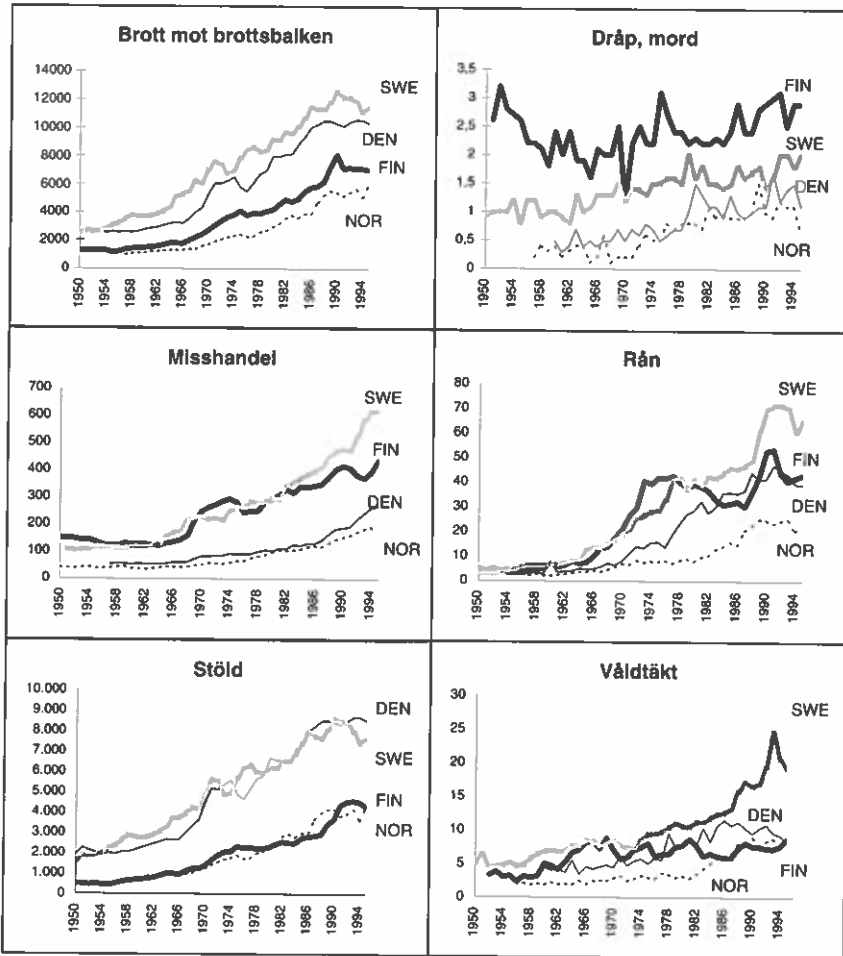 Brott mot brottsbalken
14000
12000
10000
8000
6000
4000
2000
0
SWE
DEN
FIN
NOR
1950 1954 1958 1962 1966 1970 1974 1978 1982 1986 1990 1994
Dråp, mord
3,5
3
2,5
2
1,5
1
0,5
0
FIN
SWE
DEN
NOR
1950 1954 1958 1962 1966 1970 1974 1978 1982 1986 1990 1994
Misshandel
700
600
500
400
300
200
100
0
SWE
FIN
DEN
NOR
1950 1954 1958 1962 1966 1970 1974 1978 1982 1986 1990 1994
Rån
80
70
60
50
40
30
20
10
0
SWE
FIN
DEN
NOR
1950 1954 1958 1962 1966 1970 1974 1978 1982 1986 1990 1994
Stöld
10.000
9.000
8.000
7.000
6.000
5.000
4.000
3.000
2.000
1.000
0
DEN
SWE
FIN
NOR
1950 1954 1958 1962 1966 1970 1974 1978 1982 1986 1990 1994
Våldtäkt
30
25
20
15
10
5
0
SWE
DEN
FIN
NOR
1950 1954 1958 1962 1966 1970 1974 1978 1982 1986 1990 1994